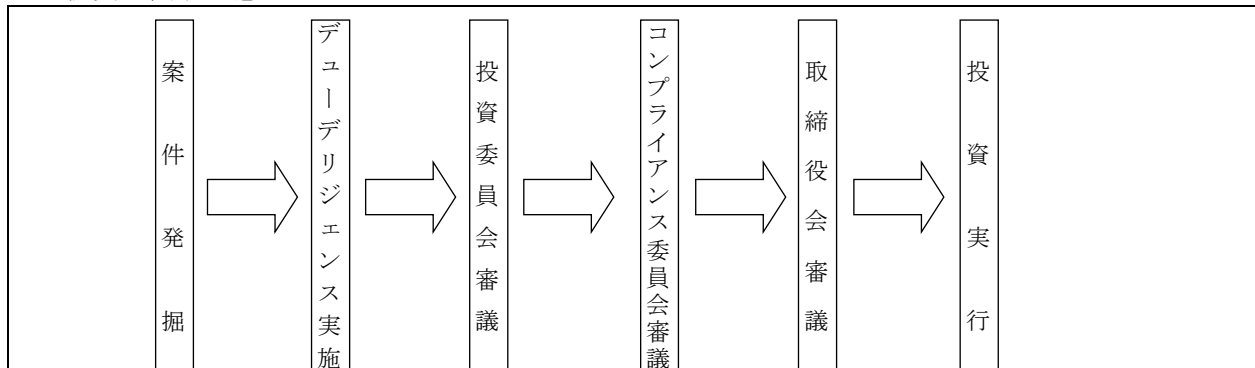 案件発掘
デューデリジェンス実施
投資委員会審議
コンプライアンス委員会審議
取締役会審議
投資実行